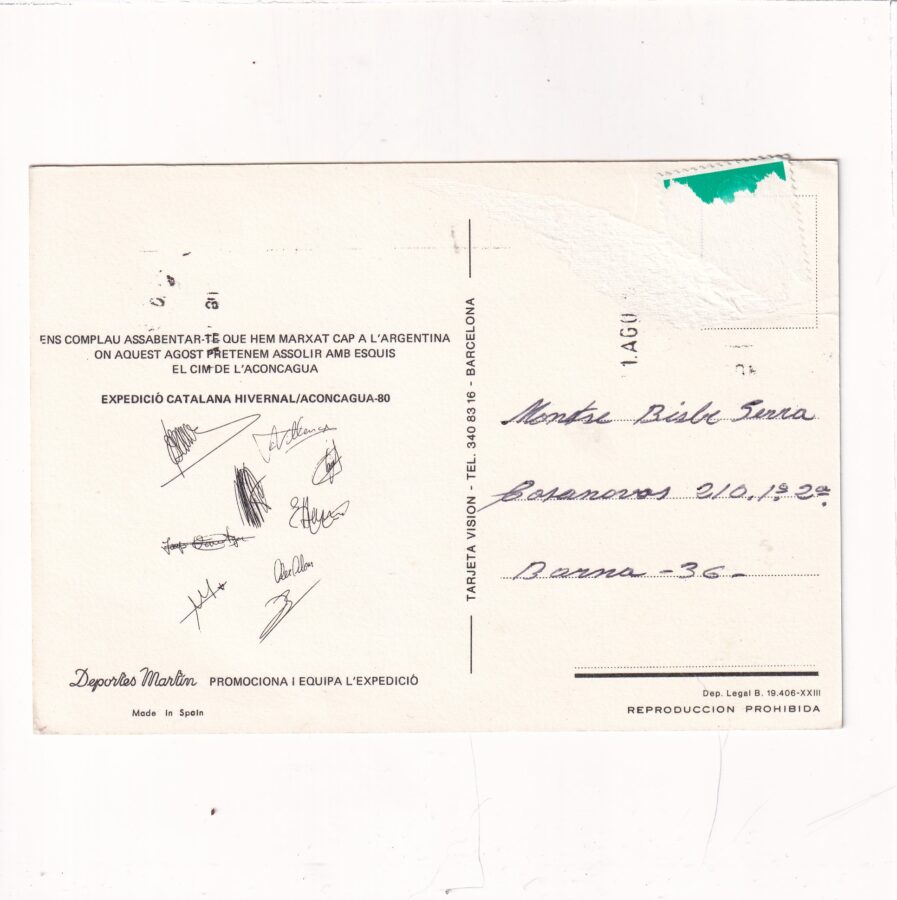 ENS COMPLAU ASSABENTAR-TE QUE HEM MARXAT CAP A L'ARGENTINA
ON AQUEST AGOST PRETENEM ASSOLIR AMB ESQUIS
EL CIM DE L'ACONCAGUA
EXPEDICIÓ CATALANA HIVERNAL/ACONCAGUA-80
Deportes Martín PROMOCIONA I EQUIPA L'EXPEDICIÓ
Made in Spain
TARJETA VISION - TEL. 340 83 16 - BARCELONA
1. AGO
Montse Bisbe Serra
Casanovas 210. 1º 2ª
Barna - 36 -
Dep. Legal B. 19.406-XXIII
REPRODUCCION PROHIBIDA